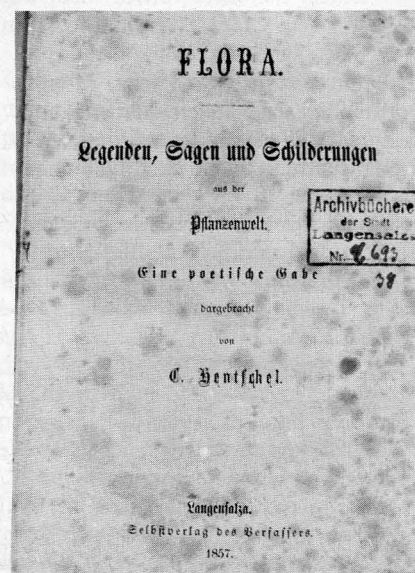 FLORA.
Legenden, Sagen und Schilderungen
aus der
Pflanzenwelt.
Eine poetische Gabe
dargebracht
von
C. Hentschel.
Langensalza.
Selbstverlag des Verfassers.
1857.
Archivbücherei
der Stadt
Langensalza
Nr. 693
38